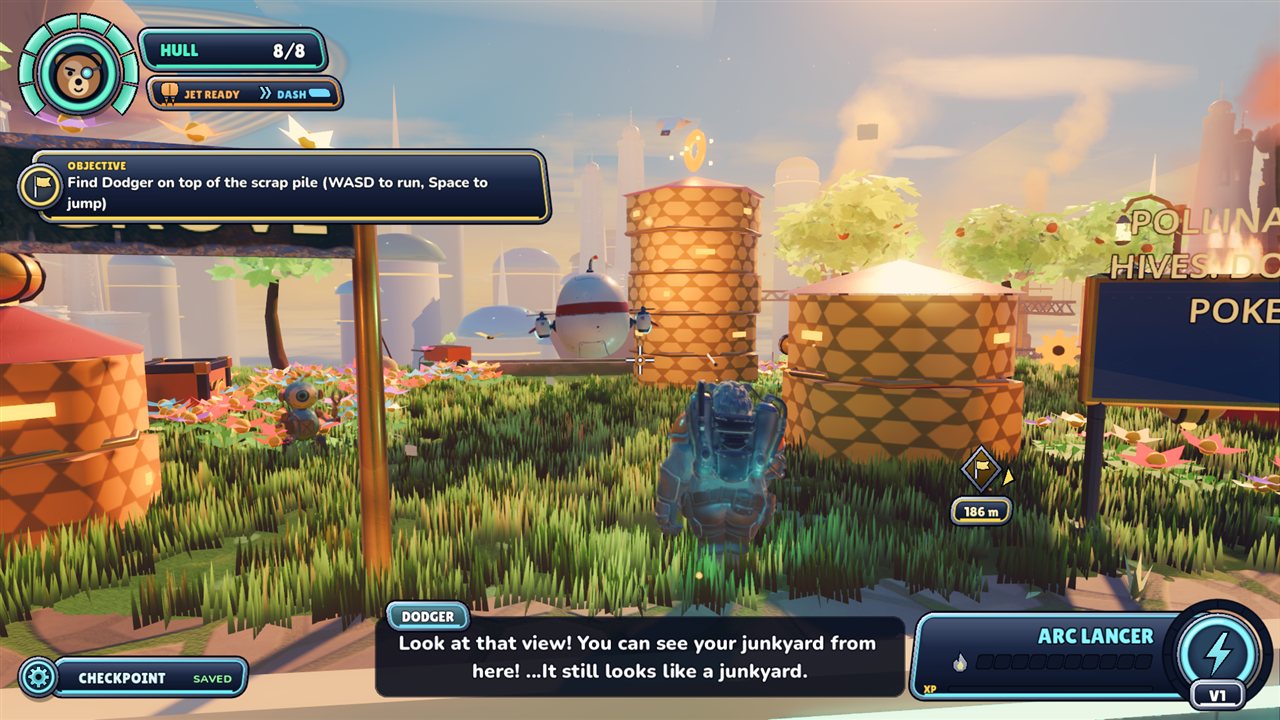 HULL 8/8
JET READY DASH
OBJECTIVE
Find Dodger on top of the scrap pile (WASD to run, Space to
jump)
POLLINA
HIVES. DO
POKE
186 m
DODGER
Look at that view! You can see your junkyard from
here! ...It still looks like a junkyard.
CHECKPOINT SAVED
ARC LANCER
XP
V1